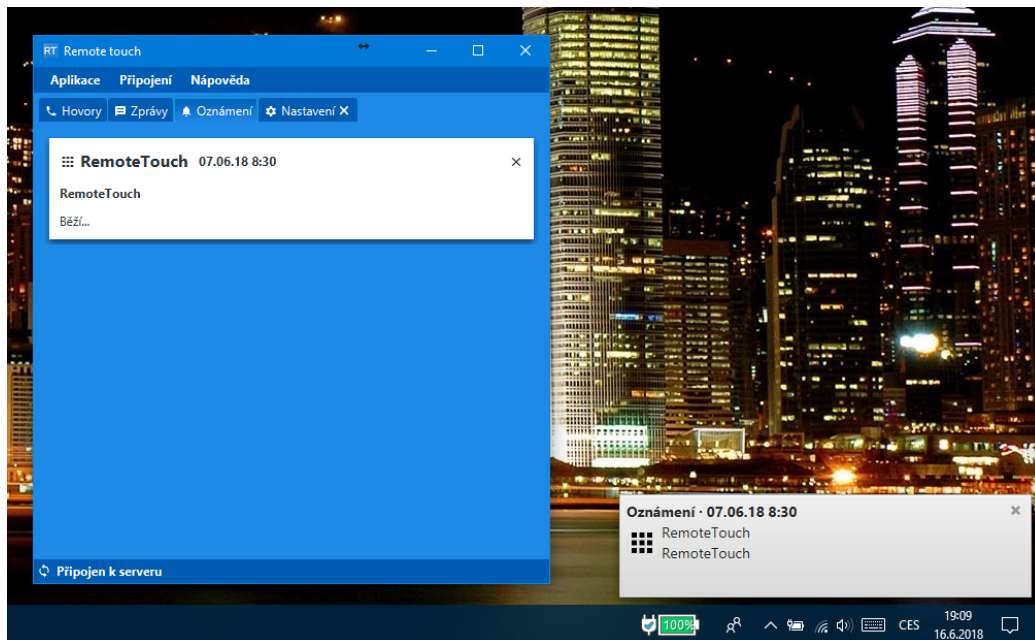 RT Remote touch
Aplikace Připojení Nápověda
Hovory Zprávy Oznámení Nastavení
RemoteTouch 07.06.18 8:30
RemoteTouch
Běží...
Připojen k serveru
Oznámení · 07.06.18 8:30
RemoteTouch
RemoteTouch
100% CES 19:09
16.6.2018